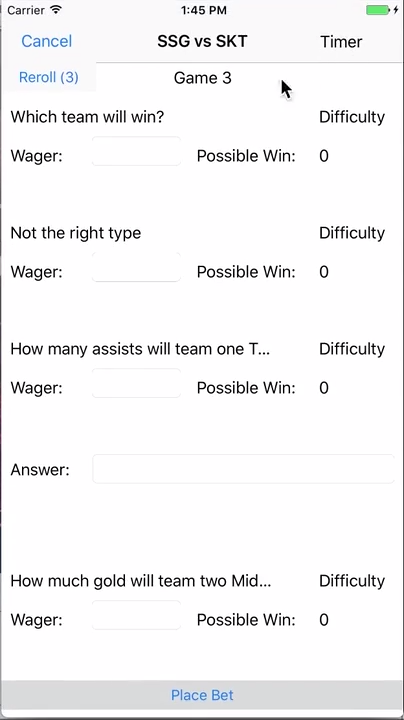 Carrier 1:45 PM
Cancel SSG vs SKT Timer
Reroll (3) Game 3
Which team will win? Difficulty
Wager: Possible Win: 0
Not the right type Difficulty
Wager: Possible Win: 0
How many assists will team one T... Difficulty
Wager: Possible Win: 0
Answer:
How much gold will team two Mid... Difficulty
Wager: Possible Win: 0
Place Bet